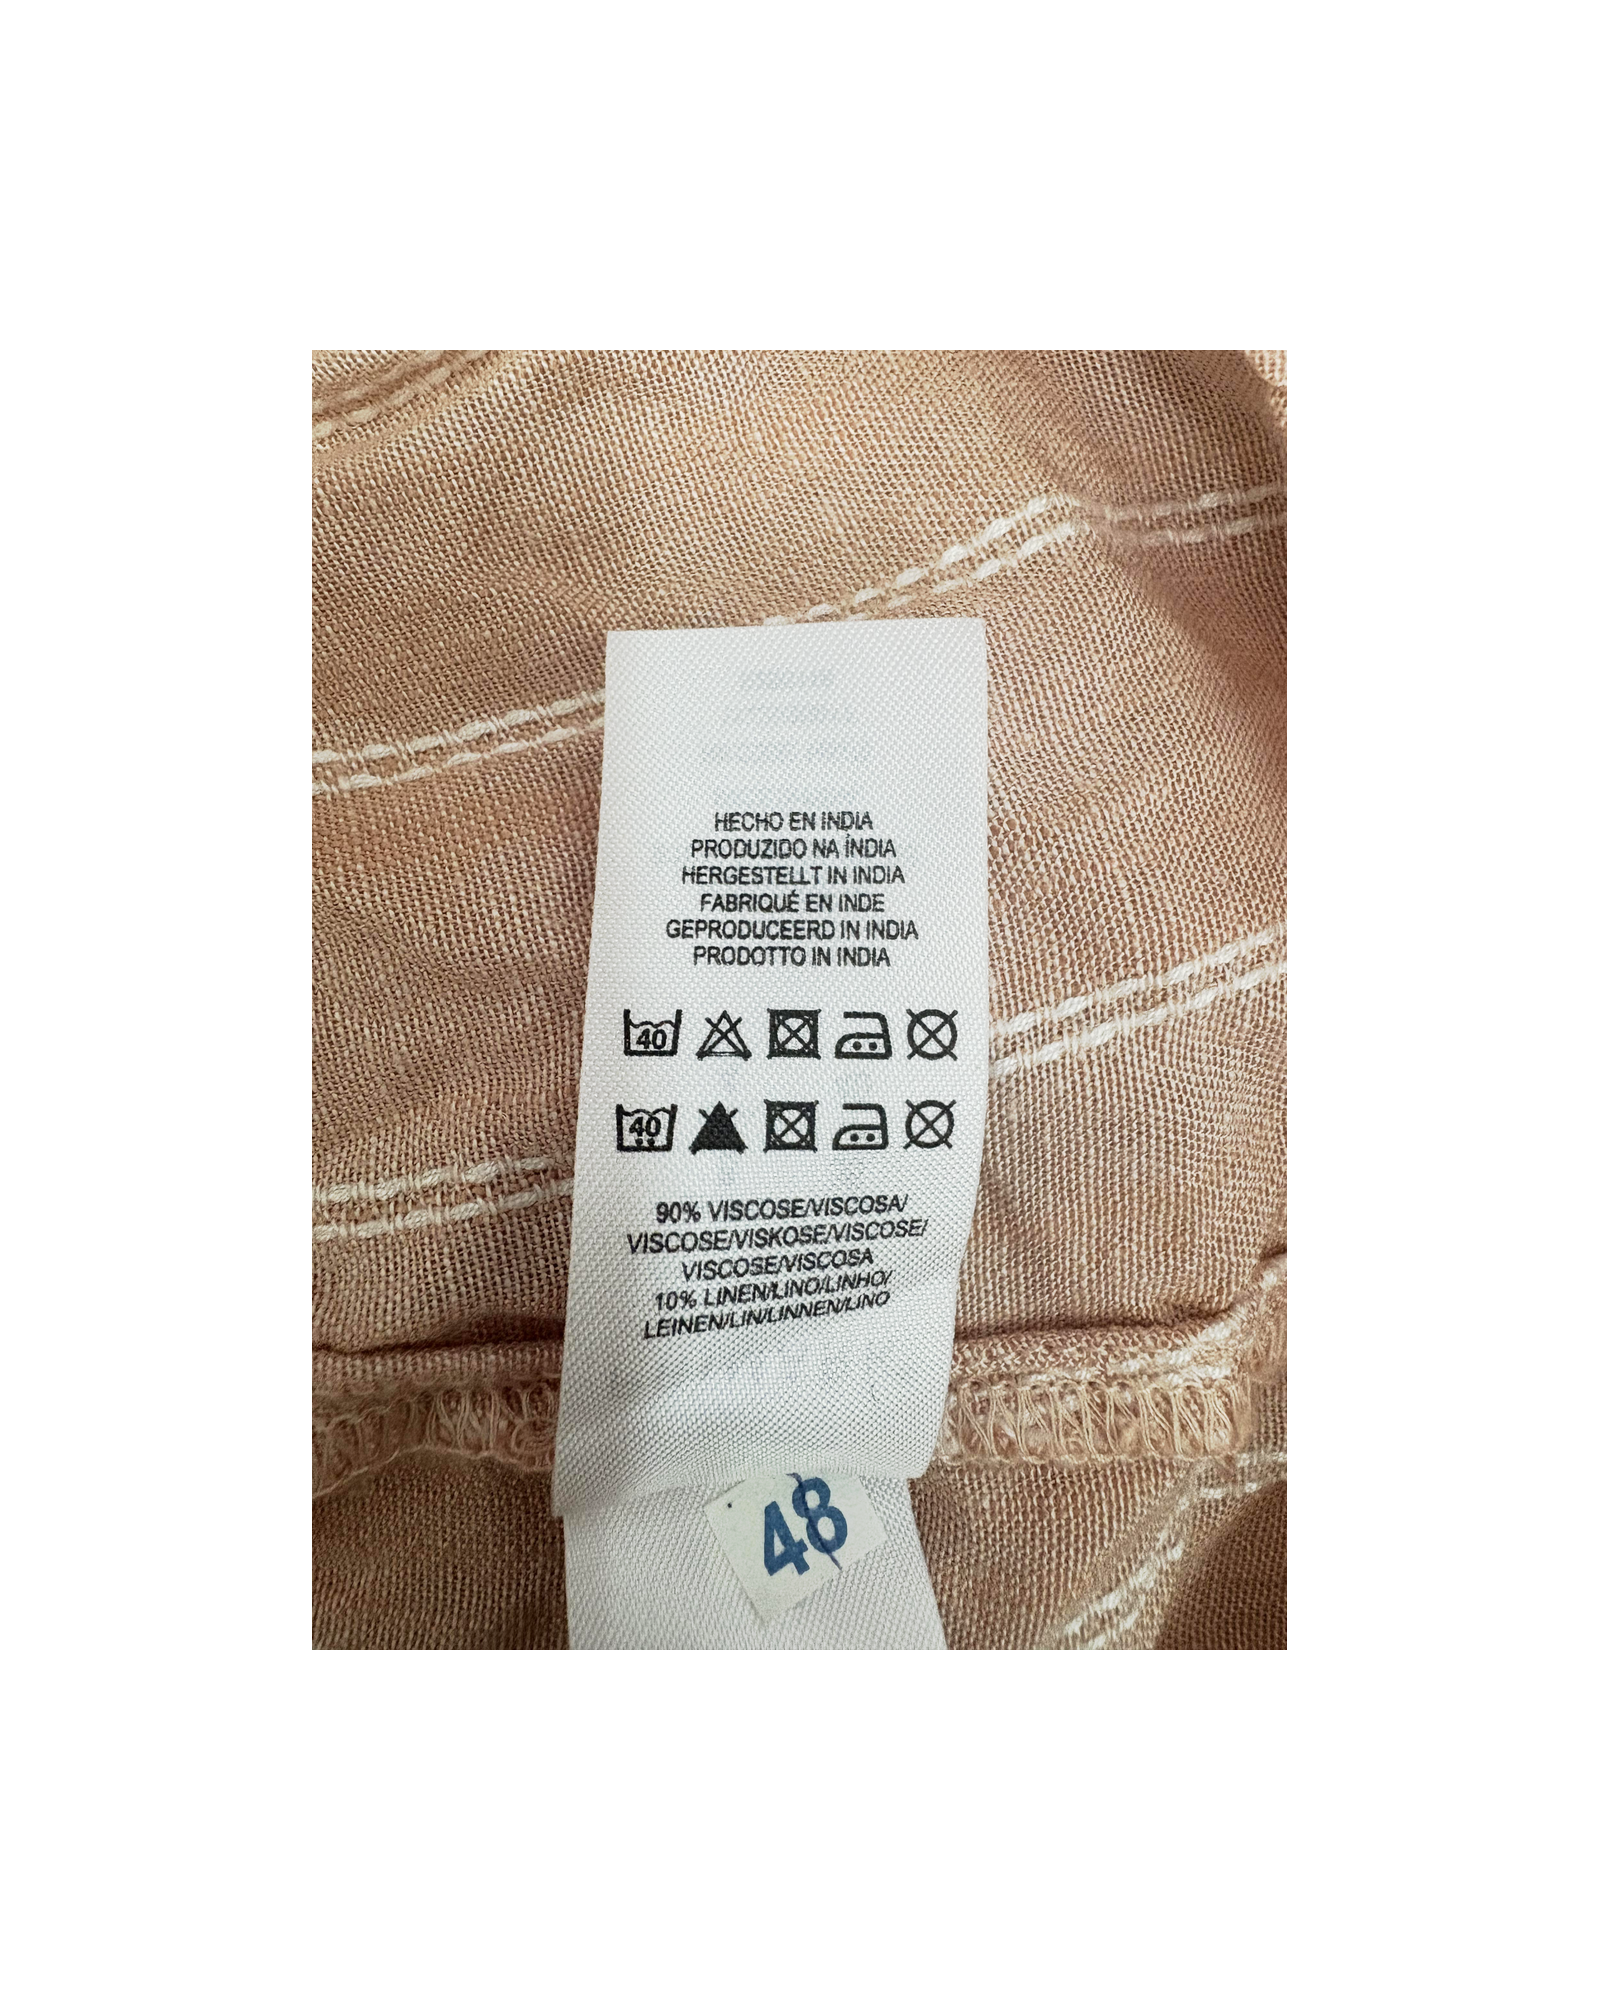 HECHO EN INDIA
PRODUZIDO NA ÍNDIA
HERGESTELLT IN INDIA
FABRIQUÉ EN INDE
GEPRODUCEERD IN INDIA
PRODOTTO IN INDIA
40
40
90% VISCOSE/VISCOSA/
VISCOSE/VISKOSE/VISCOSE/
VISCOSE/VISCOSA
10% LINEN/LINO/LINHO/
LEINEN/LIN/LINNEN/LINO
48